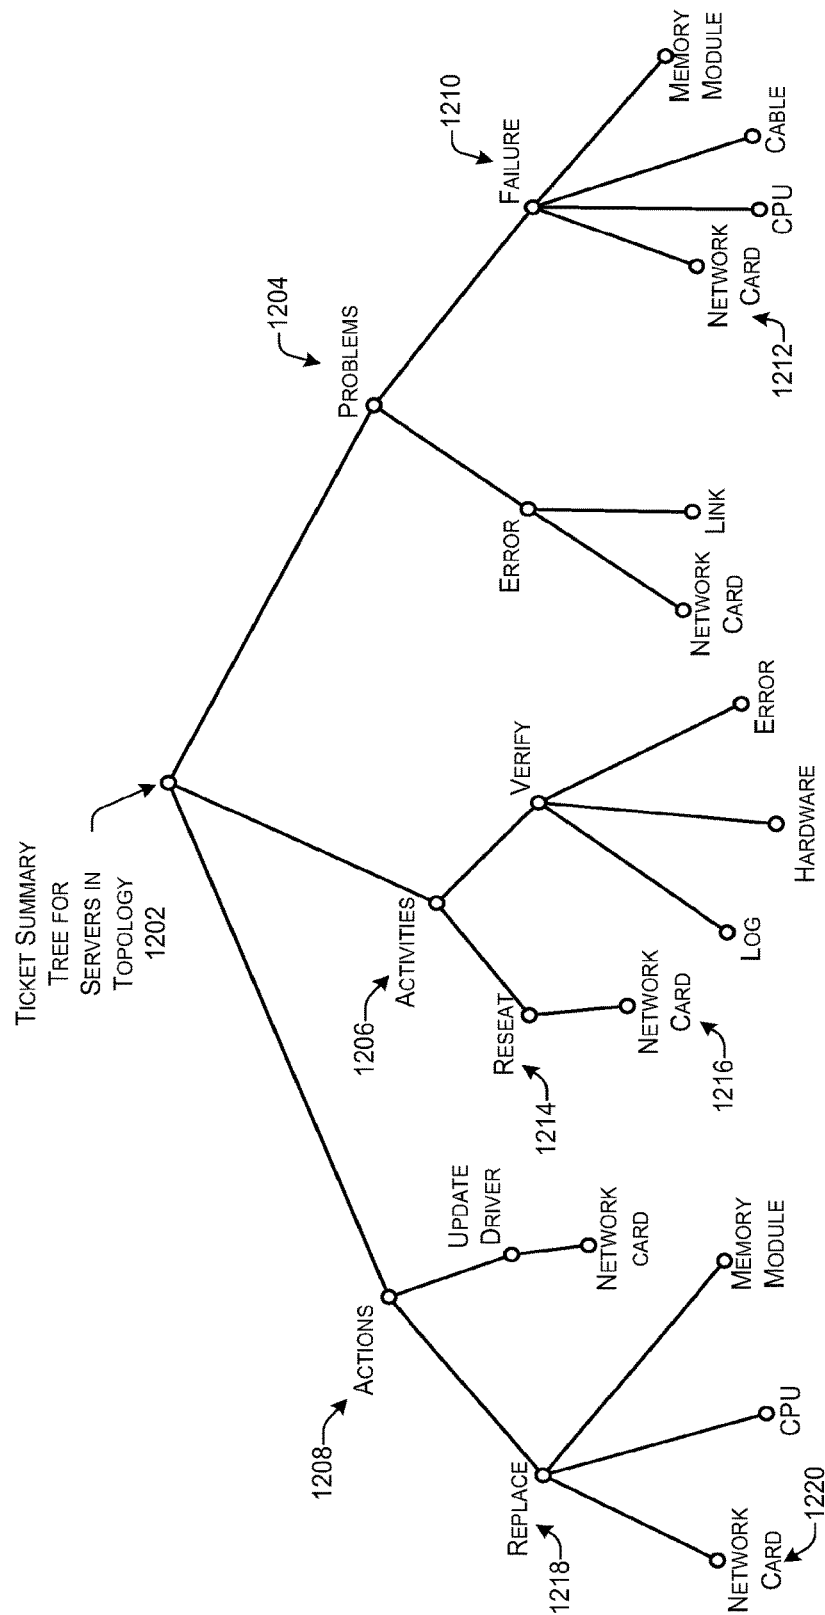 TICKET SUMMARY
TREE FOR
SERVERS IN
TOPOLOGY
1202
1204
PROBLEMS
1210
FAILURE
MEMORY
MODULE
CABLE
CPU
NETWORK
CARD
1212
ERROR
LINK
NETWORK
CARD
1206
ACTIVITIES
VERIFY
ERROR
HARDWARE
LOG
RESEAT
1214
NETWORK
CARD
1216
1208
ACTIONS
UPDATE
DRIVER
NETWORK
CARD
REPLACE
1218
MEMORY
MODULE
CPU
NETWORK
CARD
1220